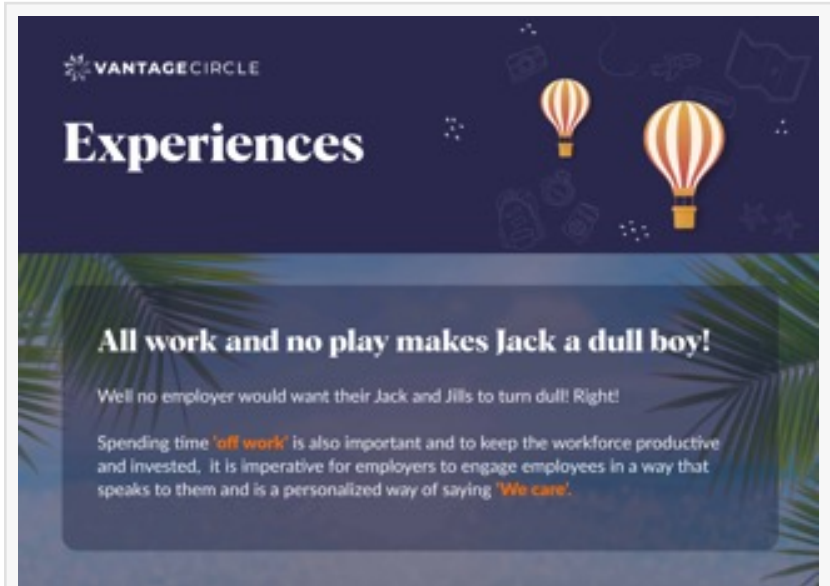 VANTAGECIRCLE
Experiences
All work and no play makes Jack a dull boy!
Well no employer would want their Jack and Jills to turn dull! Right!
Spending time 'off work' is also important and to keep the workforce productive
and invested,  it is imperative for employers to engage employees in a way that
speaks to them and is a personalized way of saying 'We care'.